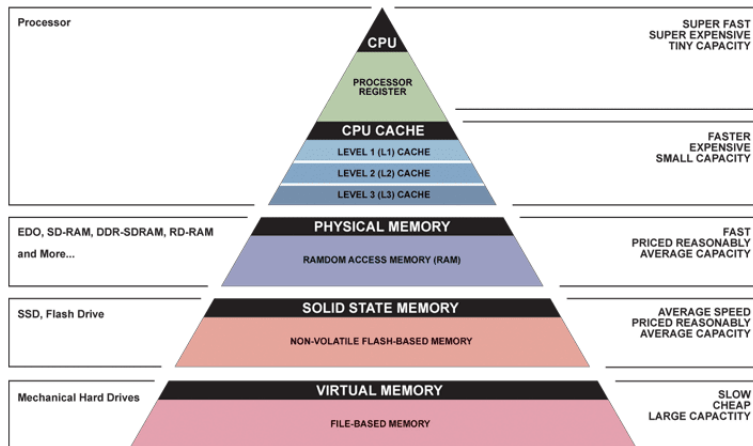 Processor
CPU
SUPER FAST
SUPER EXPENSIVE
TINY CAPACITY
PROCESSOR
REGISTER
CPU CACHE
LEVEL 1 (L1) CACHE
LEVEL 2 (L2) CACHE
LEVEL 3 (L3) CACHE
FASTER
EXPENSIVE
SMALL CAPACITY
EDO, SD-RAM, DDR-SDRAM, RD-RAM
and More...
PHYSICAL MEMORY
RAMDOM ACCESS MEMORY (RAM)
FAST
PRICED REASONABLY
AVERAGE CAPACITY
SSD, Flash Drive
SOLID STATE MEMORY
NON-VOLATILE FLASH-BASED MEMORY
AVERAGE SPEED
PRICED REASONABLY
AVERAGE CAPACITY
Mechanical Hard Drives
VIRTUAL MEMORY
FILE-BASED MEMORY
SLOW
CHEAP
LARGE CAPACTITY